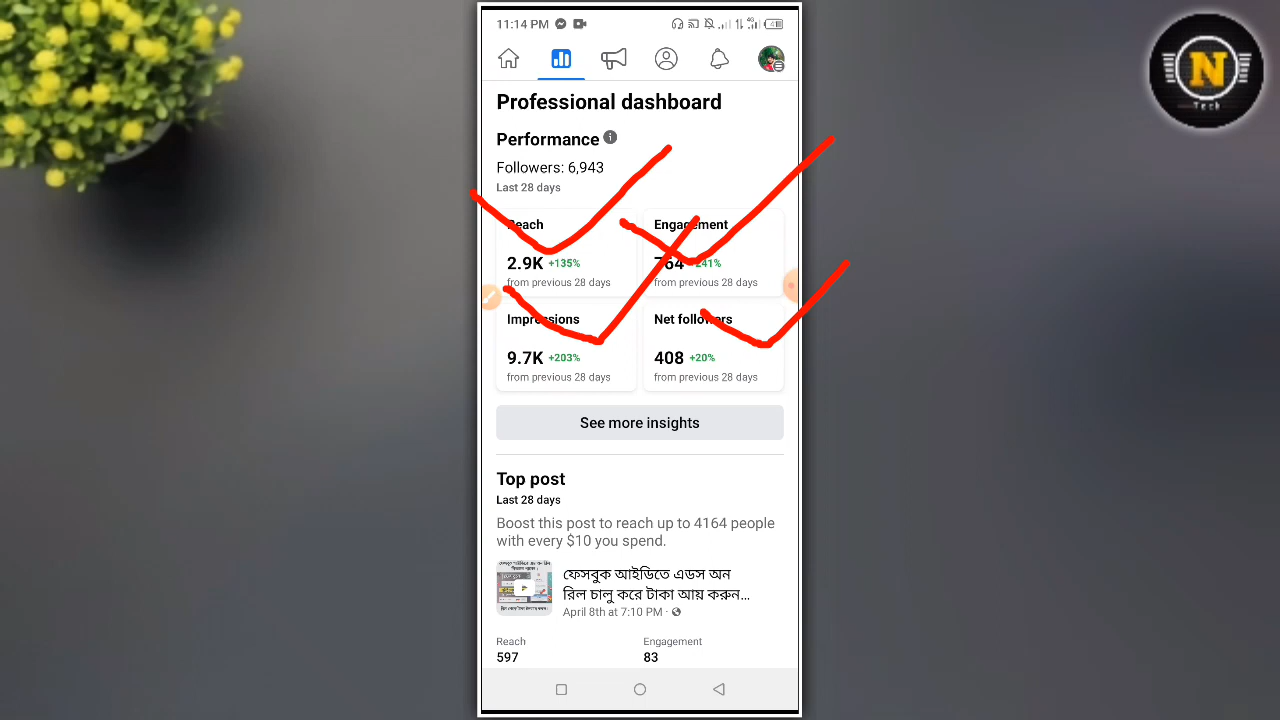 11:14 PM
N
Tech
Professional dashboard
Performance
Followers: 6,943
Last 28 days
Reach
Engagement
2.9K +135%
764 +241%
from previous 28 days
from previous 28 days
Impressions
Net followers
9.7K +203%
408 +20%
from previous 28 days
from previous 28 days
See more insights
Top post
Last 28 days
Boost this post to reach up to 4164 people
with every $10 you spend.
ফেসবুক আইডিতে এডস অন
রিল চালু করে টাকা আয় করুন...
April 8th at 7:10 PM ·
Reach
Engagement
597
83